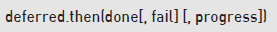 deferred.then(done[, fail] [, progress])